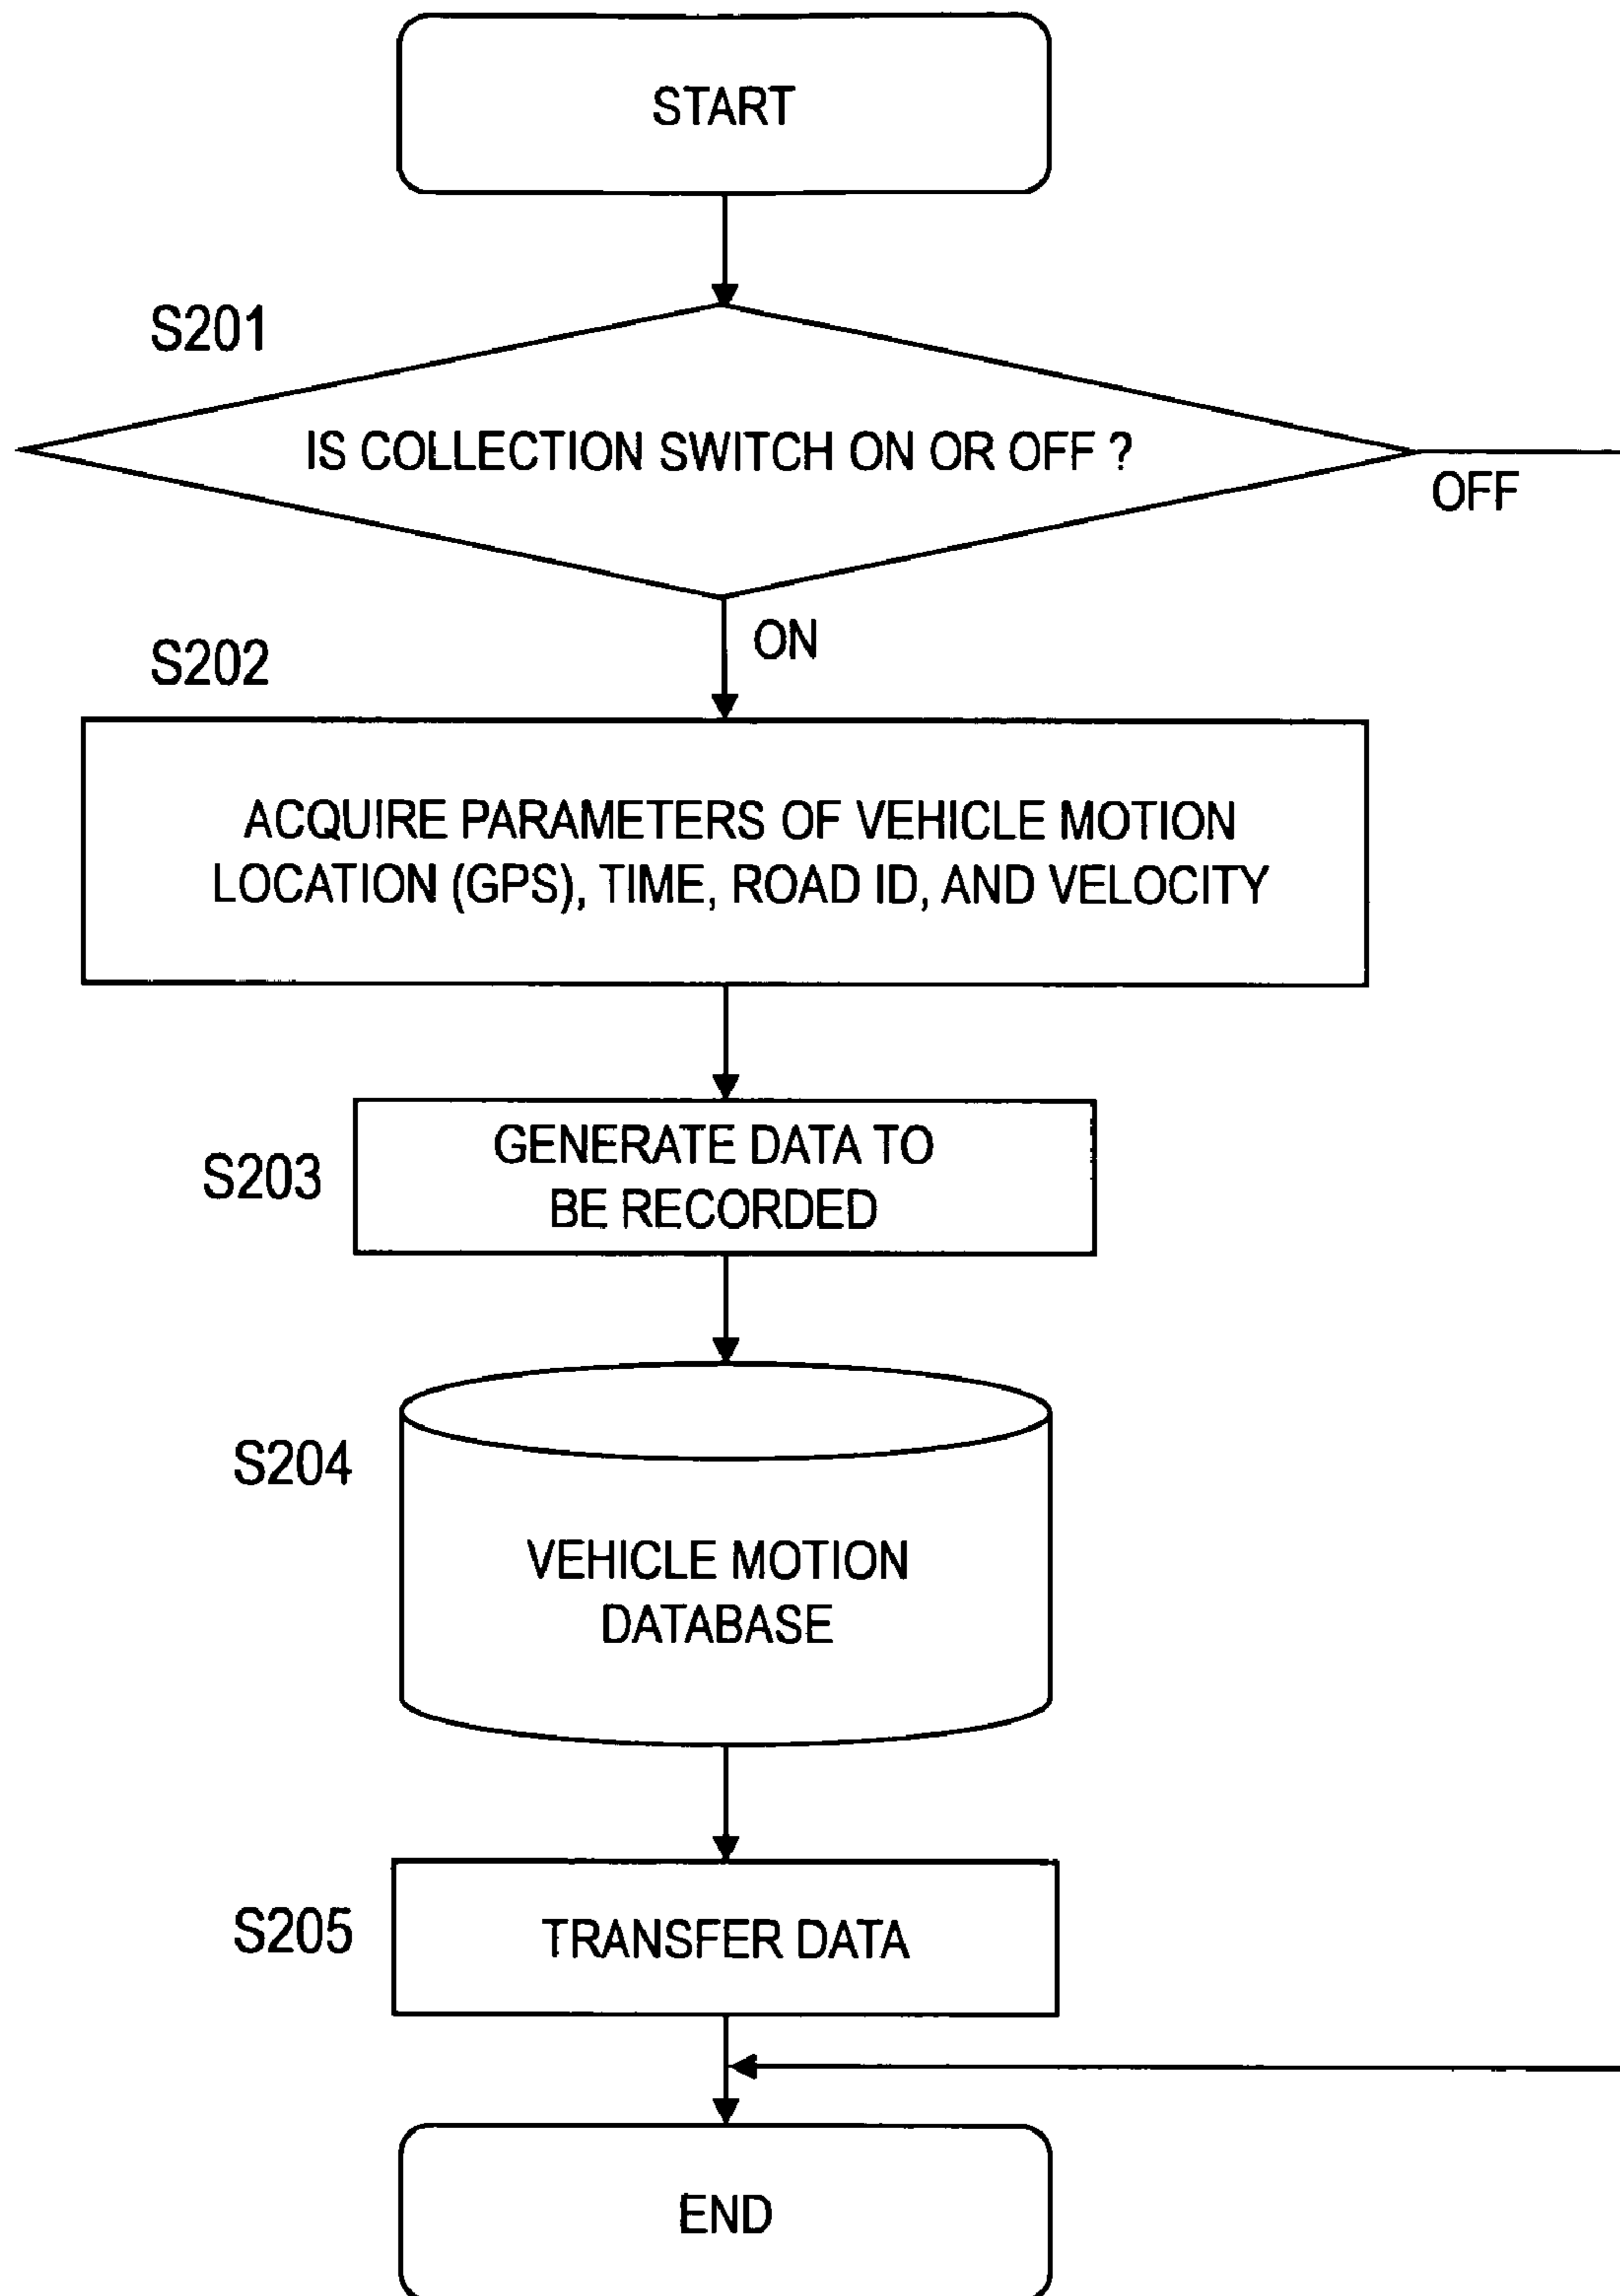 START
S201
IS COLLECTION SWITCH ON OR OFF ?
OFF
ON
S202
ACQUIRE PARAMETERS OF VEHICLE MOTION
LOCATION (GPS), TIME, ROAD ID, AND VELOCITY
S203
GENERATE DATA TO
BE RECORDED
S204
VEHICLE MOTION
DATABASE
S205
TRANSFER DATA
END